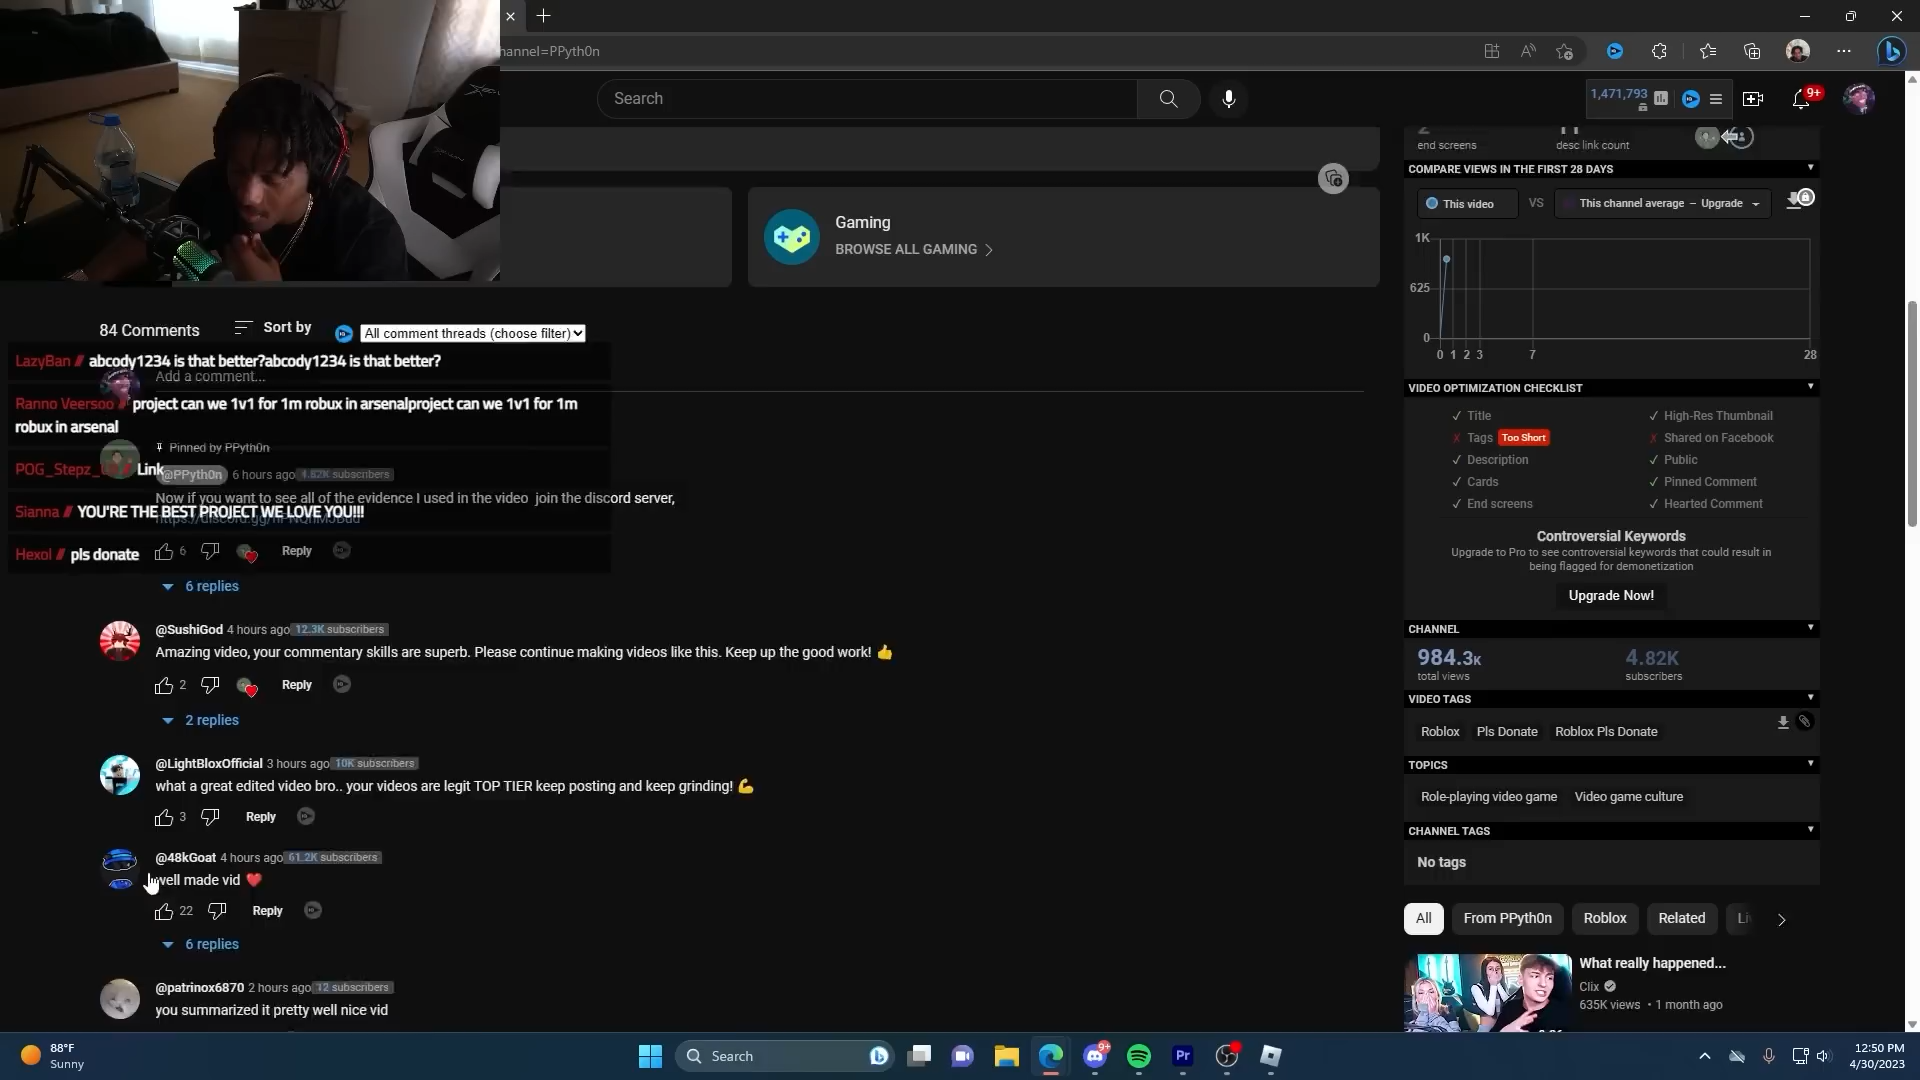 hannel=PPyth0n
Search
1,471,793
9+
end screens
desc link count
COMPARE VIEWS IN THE FIRST 28 DAYS
This video
VS
This channel average – Upgrade
1K
625
0
0 1 2 3 7 28
Gaming
BROWSE ALL GAMING
84 Comments
Sort by
All comment threads (choose filter)
LazyBan // abcody1234 is that better?abcody1234 is that better?
Add a comment...
Ranno Veersoo // project can we 1v1 for 1m robux in arsenalproject can we 1v1 for 1m
robux in arsenal
Pinned by PPyth0n
Link
@PPyth0n 6 hours ago 4.82K subscribers
Now if you want to see all of the evidence I used in the video join the discord server,
Sianna // YOU'RE THE BEST PROJECT WE LOVE YOU!!!
Hexol // pls donate
6
Reply
6 replies
@SushiGod 4 hours ago 12.3K subscribers
Amazing video, your commentary skills are superb. Please continue making videos like this. Keep up the good work! 👍
2
Reply
2 replies
@LightBloxOfficial 3 hours ago 10K subscribers
what a great edited video bro.. your videos are legit TOP TIER keep posting and keep grinding! 💪
3
Reply
@48kGoat 4 hours ago 61.2K subscribers
well made vid ❤️
22
Reply
6 replies
@patrinox6870 2 hours ago 12 subscribers
you summarized it pretty well nice vid
VIDEO OPTIMIZATION CHECKLIST
✓ Title
✓ High-Res Thumbnail
✗ Tags Too Short
✗ Shared on Facebook
✓ Description
✓ Public
✓ Cards
✓ Pinned Comment
✓ End screens
✓ Hearted Comment
Controversial Keywords
Upgrade to Pro to see controversial keywords that could result in
being flagged for demonetization
Upgrade Now!
CHANNEL
984.3K
4.82K
total views
subscribers
VIDEO TAGS
Roblox Pls Donate Roblox Pls Donate
TOPICS
Role-playing video game Video game culture
CHANNEL TAGS
No tags
All
From PPyth0n
Roblox
Related
What really happened...
Clix
635K views • 1 month ago
88°F
Sunny
Search
9+
Pr
12:50 PM
4/30/2023